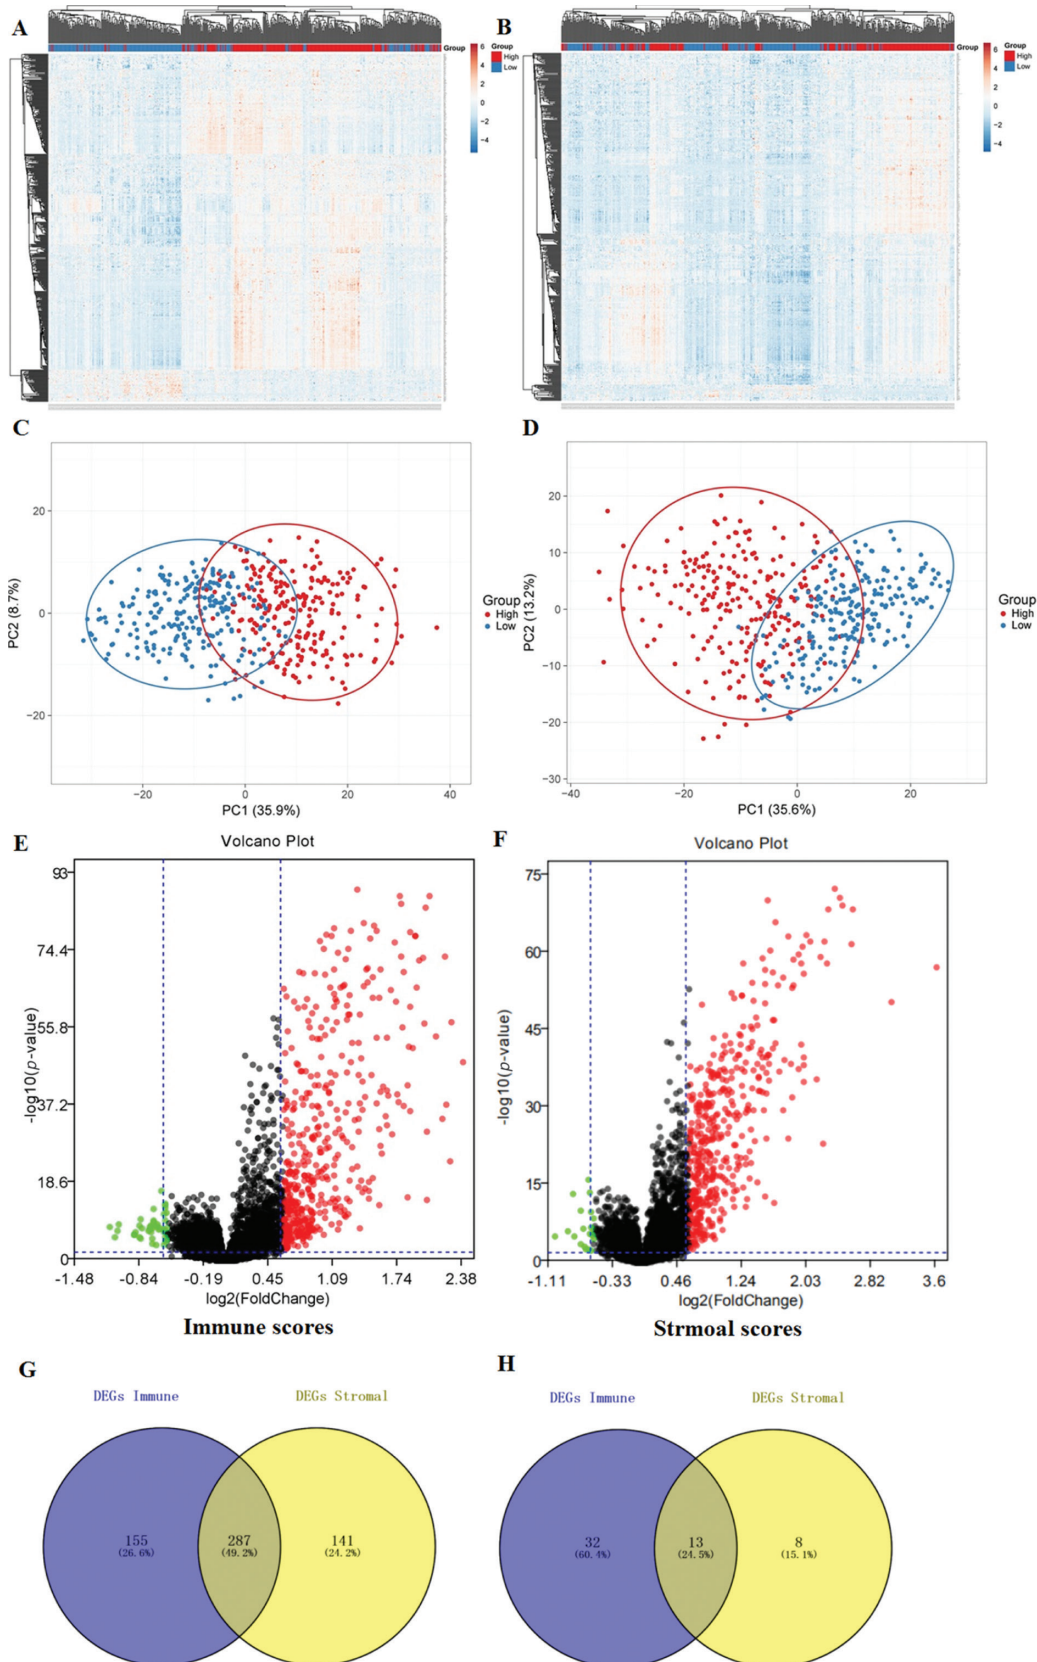 A
Group
6
4
2
0
−2
−4
Group
High
Low
B
Group
6
4
2
0
−2
−4
Group
High
Low
C
PC2 (8.7%)
20
0
−20
−20
0
20
40
PC1 (35.9%)
Group
High
Low
D
PC2 (13.2%)
20
10
0
−10
−20
−30
−40
−20
0
20
PC1 (35.6%)
Group
High
Low
E
Volcano Plot
-log10(p-value)
93
74.4
55.8
37.2
18.6
0
-1.48
-0.84
-0.19
0.45
1.09
1.74
2.38
log2(FoldChange)
Immune scores
F
Volcano Plot
-log10(p-value)
75
60
45
30
15
0
-1.11
-0.33
0.46
1.24
2.03
2.82
3.6
log2(FoldChange)
Strmoal scores
G
DEGs Immune
DEGs Stromal
155
(26.6%)
287
(49.2%)
141
(24.2%)
H
DEGs Immune
DEGs Stromal
32
(60.4%)
13
(24.5%)
8
(15.1%)